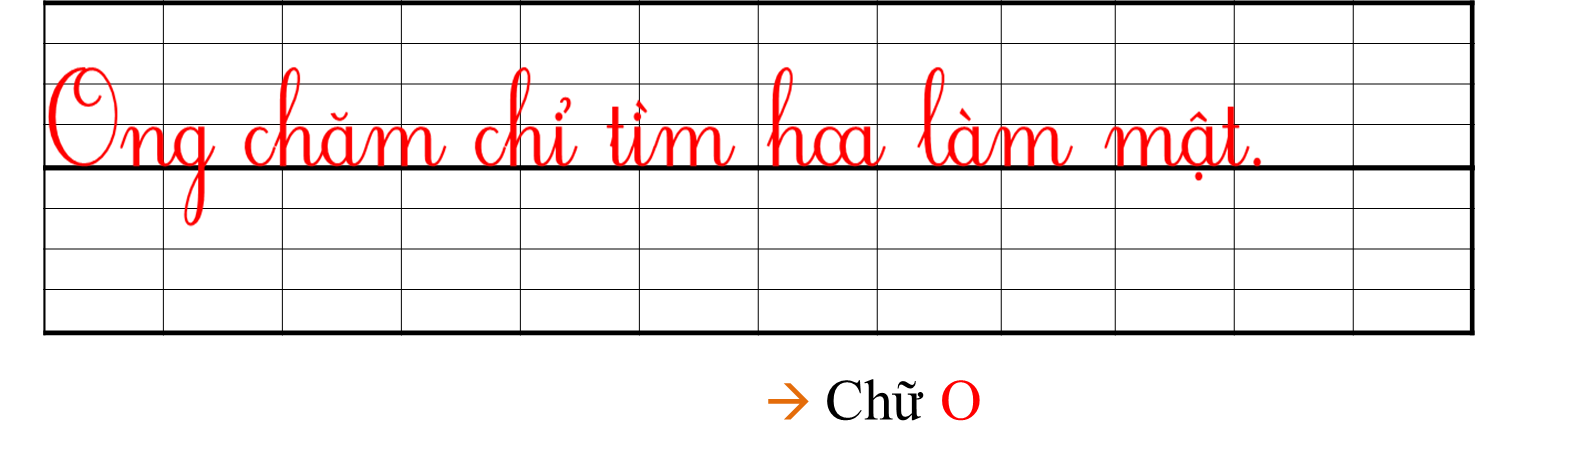 Ong chăm chỉ tìm hoa làm mật.
→ Chữ O